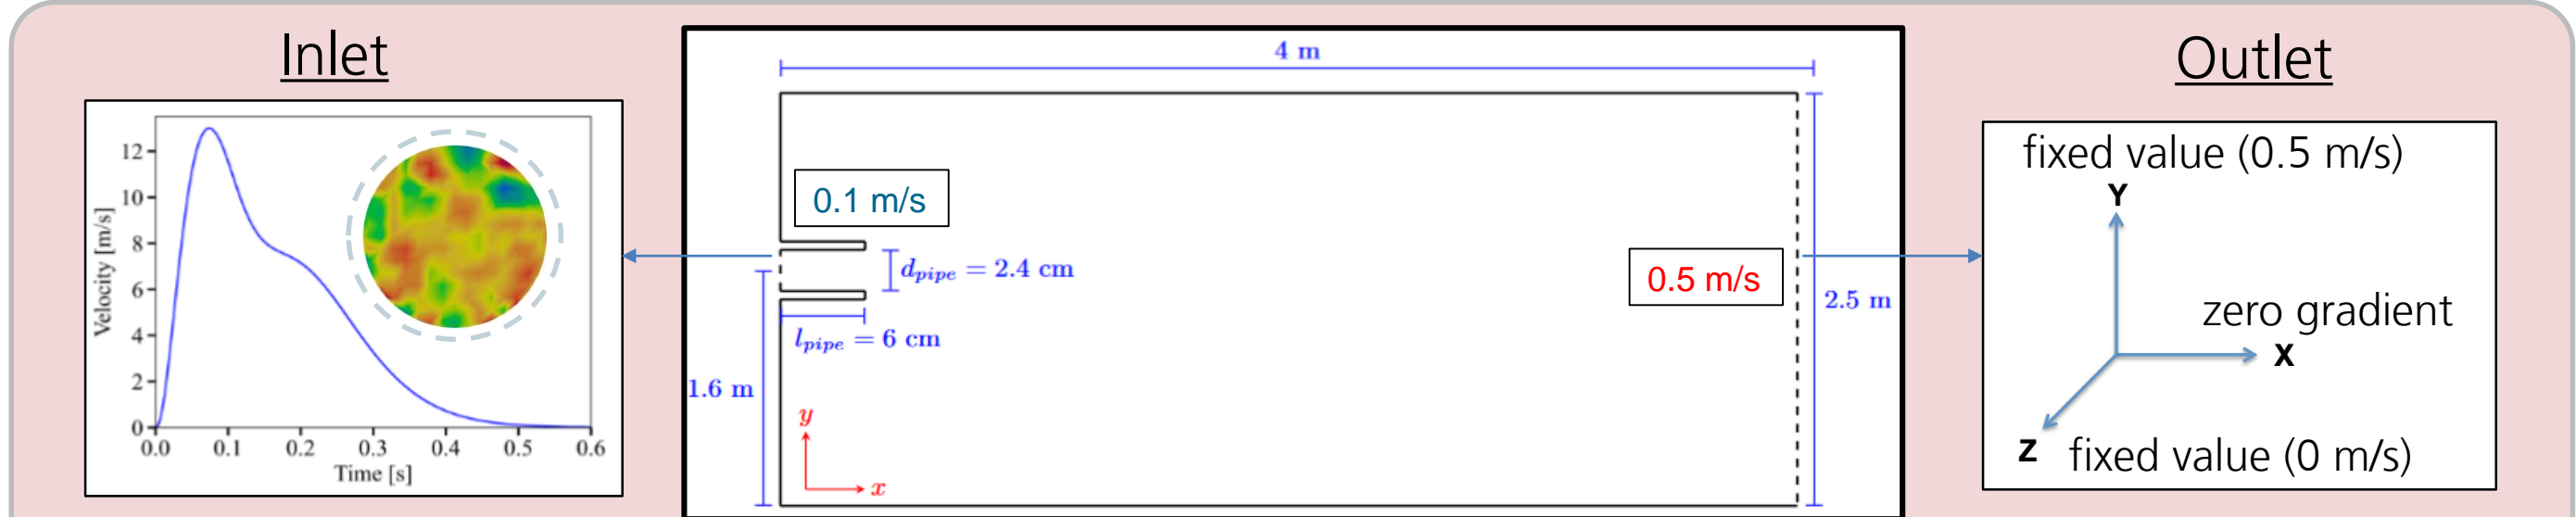 Inlet
Velocity [m/s]
12
10
8
6
4
2
0
0.0 0.1 0.2 0.3 0.4 0.5 0.6
Time [s]
4 m
0.1 m/s
d_pipe = 2.4 cm
l_pipe = 6 cm
1.6 m
y
x
0.5 m/s
2.5 m
Outlet
fixed value (0.5 m/s)
Y
zero gradient
X
Z fixed value (0 m/s)